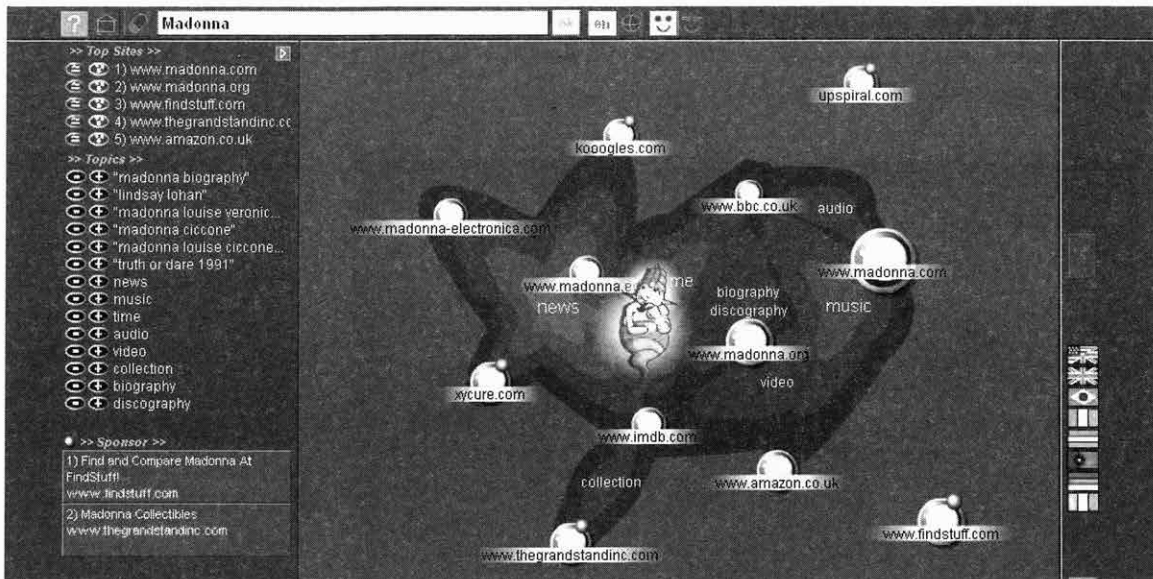 ?
Madonna
>> Top Sites >>
1) www.madonna.com
2) www.madonna.org
3) www.findstuff.com
4) www.thegrandstandinc.cc
5) www.amazon.co.uk
>> Topics >>
"madonna biography"
"lindsay lohan"
"madonna louise veronic...
"madonna ciccone"
"madonna louise ciccone...
"truth or dare 1991"
news
music
time
audio
video
collection
biography
discography
>> Sponsor >>
1) Find and Compare Madonna At
FindStuff!
www.findstuff.com
2) Madonna Collectibles
www.thegrandstandinc.com
upspiral.com
kooogles.com
www.bbc.co.uk
audio
www.madonna-electronica.com
www.madonna.com
www.madonna.e
me
news
biography
discography
music
www.madonna.org
video
xycure.com
www.imdb.com
collection
www.amazon.co.uk
www.findstuff.com
www.thegrandstandinc.com